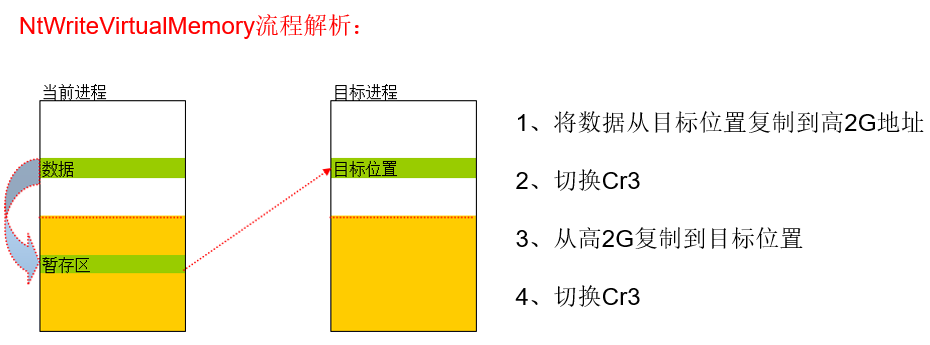 NtWriteVirtualMemory流程解析：
当前进程
目标进程
数据
目标位置
暂存区
1、将数据从目标位置复制到高2G地址
2、切换Cr3
3、从高2G复制到目标位置
4、切换Cr3